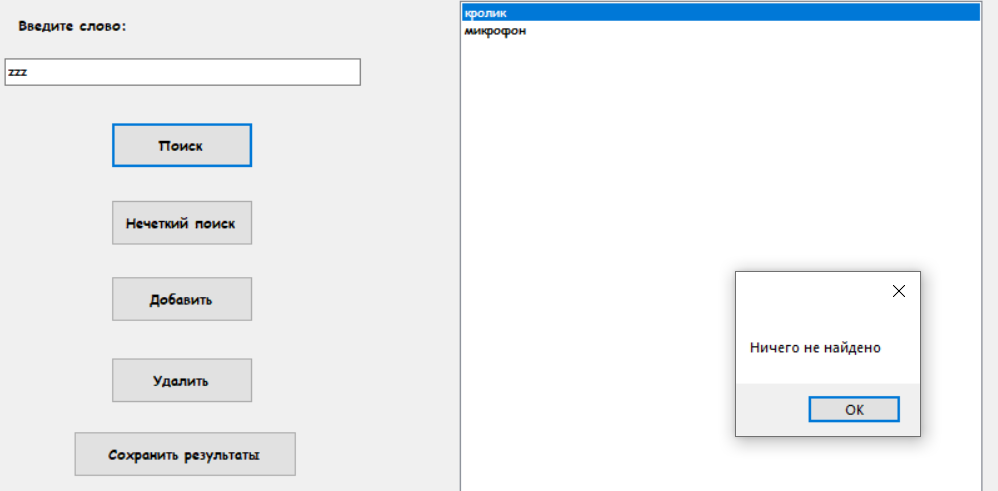 Введите слово:
zzz
Поиск
Нечеткий поиск
Добавить
Удалить
Сохранить результаты
кролик
микрофон
Ничего не найдено
OK